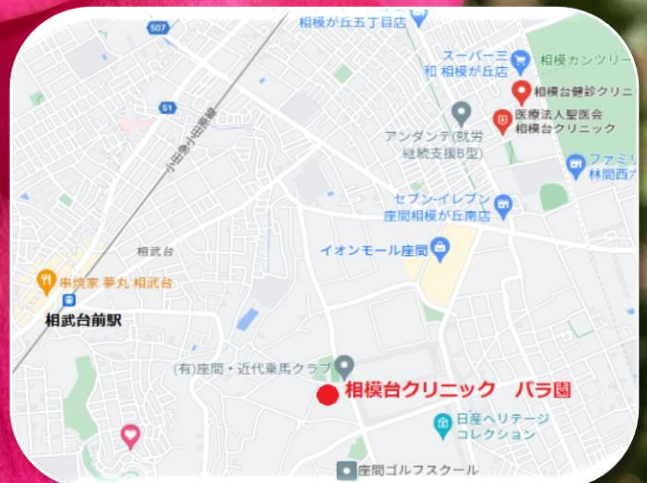 507
相模が丘五丁目店
スーパー三
和 相模が丘店
相模カンツリー
相模台健診クリニ
51
医療法人聖医会
相模台クリニック
アンダンテ(就労
継続支援B型)
小田急小田原線
ファミリ
林間西六
セブン-イレブン
座間相模が丘南店
相武台
イオンモール座間
串焼家 夢丸 相武台
相武台前駅
(有)座間・近代乗馬クラブ
相模台クリニック バラ園
日産ヘリテージ
コレクション
座間ゴルフスクール